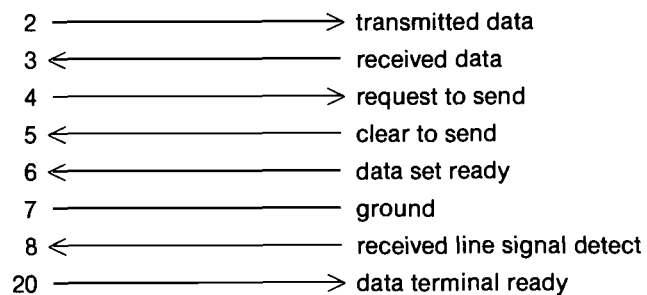 2 transmitted data
3 received data
4 request to send
5 clear to send
6 data set ready
7 ground
8 received line signal detect
20 data terminal ready